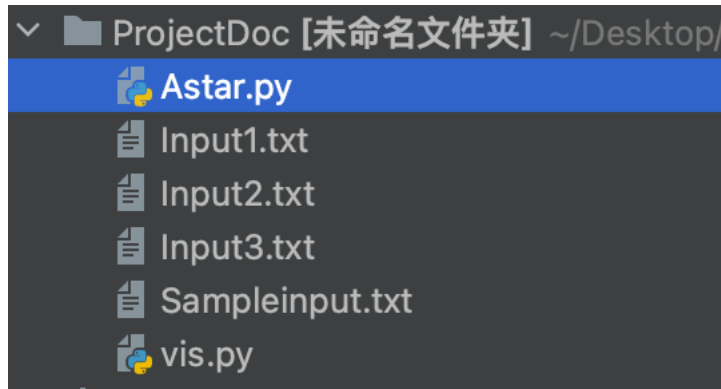 ProjectDoc [未命名文件夹] ~/Desktop/
Astar.py
Input1.txt
Input2.txt
Input3.txt
Sampleinput.txt
vis.py